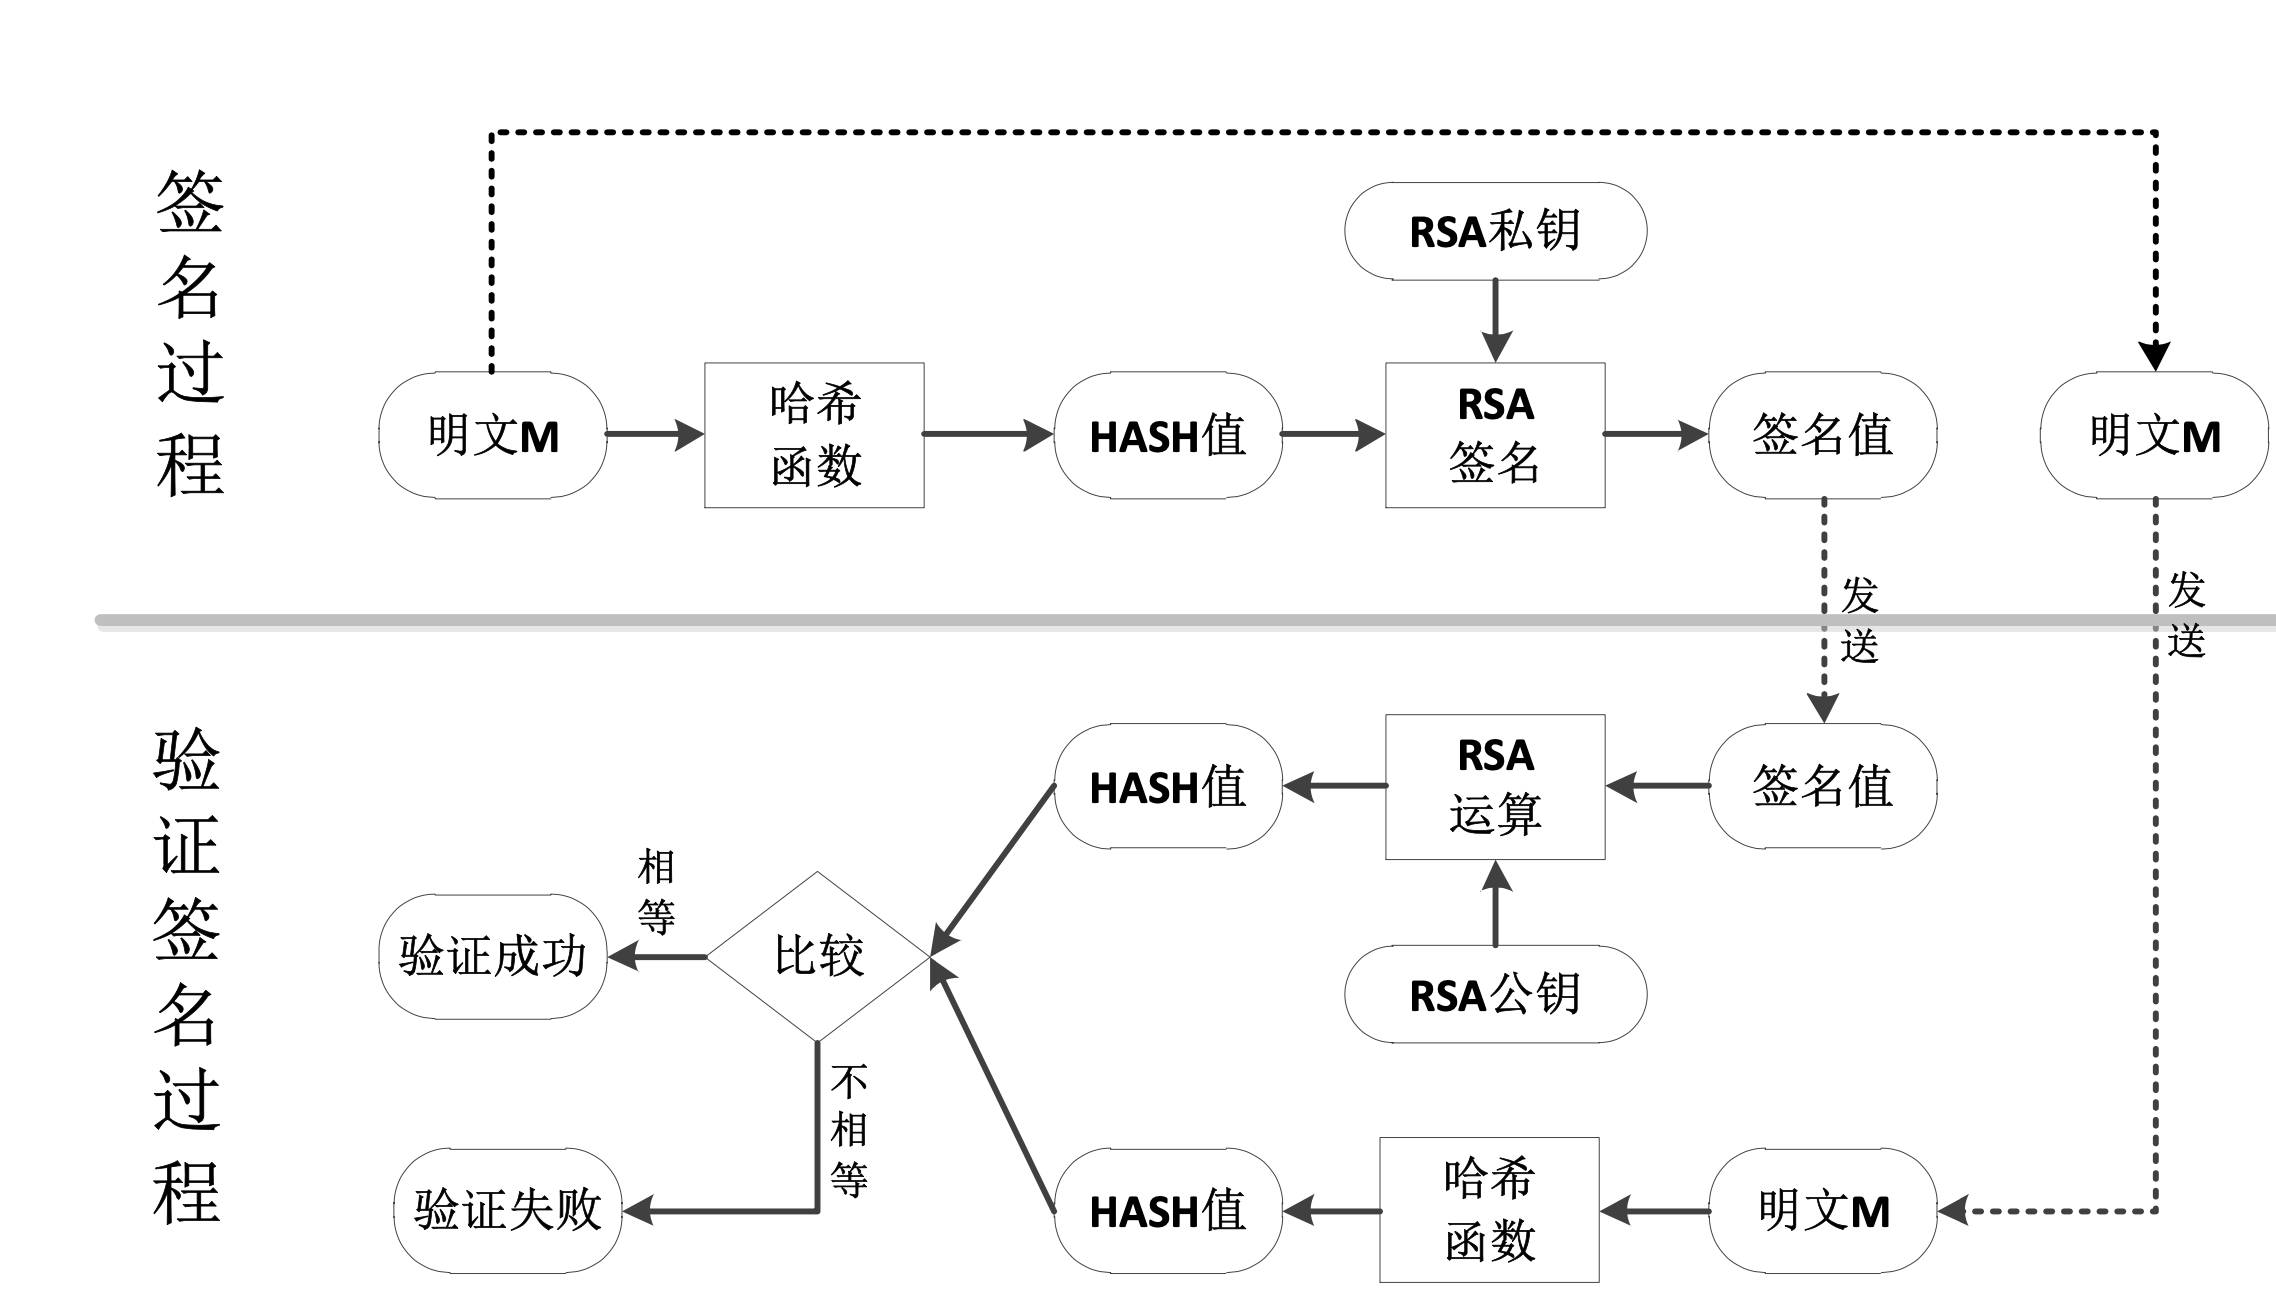 签名过程
RSA私钥
明文M
哈希
函数
HASH值
RSA
签名
签名值
明文M
发送
发送
验证签名过程
HASH值
RSA
运算
签名值
相等
验证成功
比较
RSA公钥
不相等
验证失败
HASH值
哈希
函数
明文M